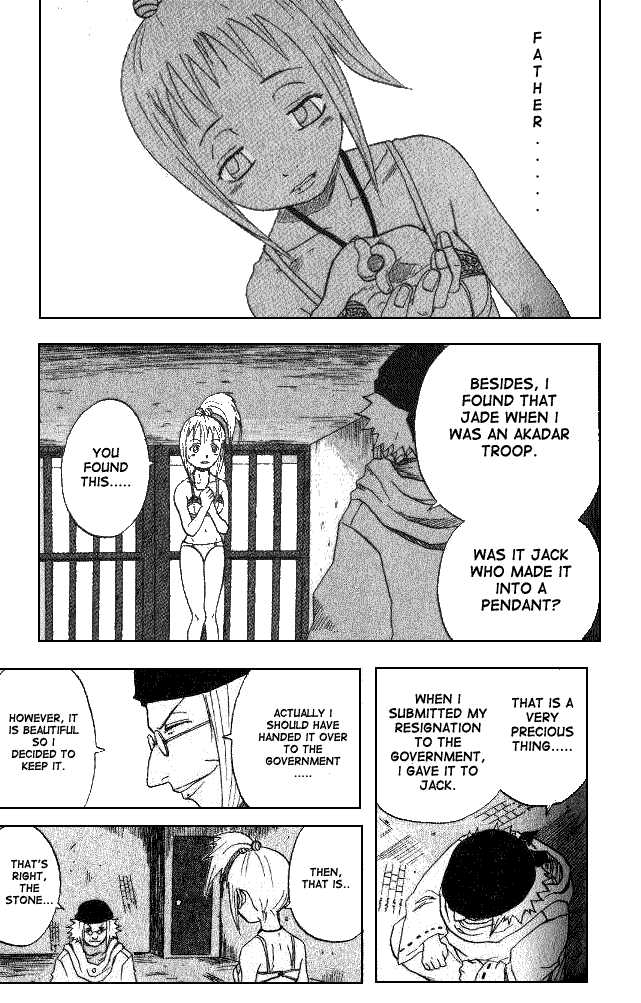 FATHER.....
BESIDES, I
FOUND THAT
JADE WHEN I
WAS AN AKADAR
TROOP.
WAS IT JACK
WHO MADE IT
INTO A
PENDANT?
YOU
FOUND
THIS.....
THAT IS A
VERY
PRECIOUS
THING.....
WHEN I
SUBMITTED MY
RESIGNATION
TO THE
GOVERNMENT,
I GAVE IT TO
JACK.
ACTUALLY I
SHOULD HAVE
HANDED IT OVER
TO THE
GOVERNMENT
.....
HOWEVER, IT
IS BEAUTIFUL
SO I
DECIDED TO
KEEP IT.
THEN,
THAT IS..
THAT'S
RIGHT,
THE
STONE...